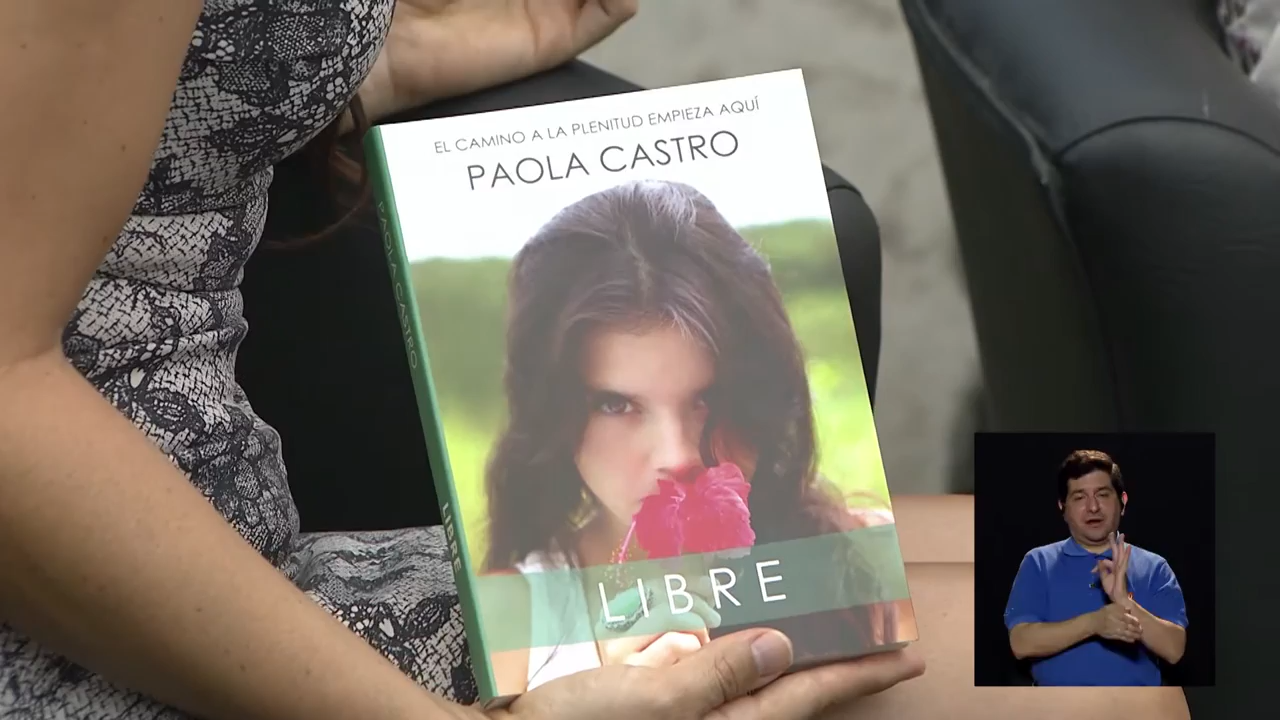 EL CAMINO A LA PLENITUD EMPIEZA AQUÍ
PAOLA CASTRO
LIBRE
PAOLA CASTRO
LIBRE